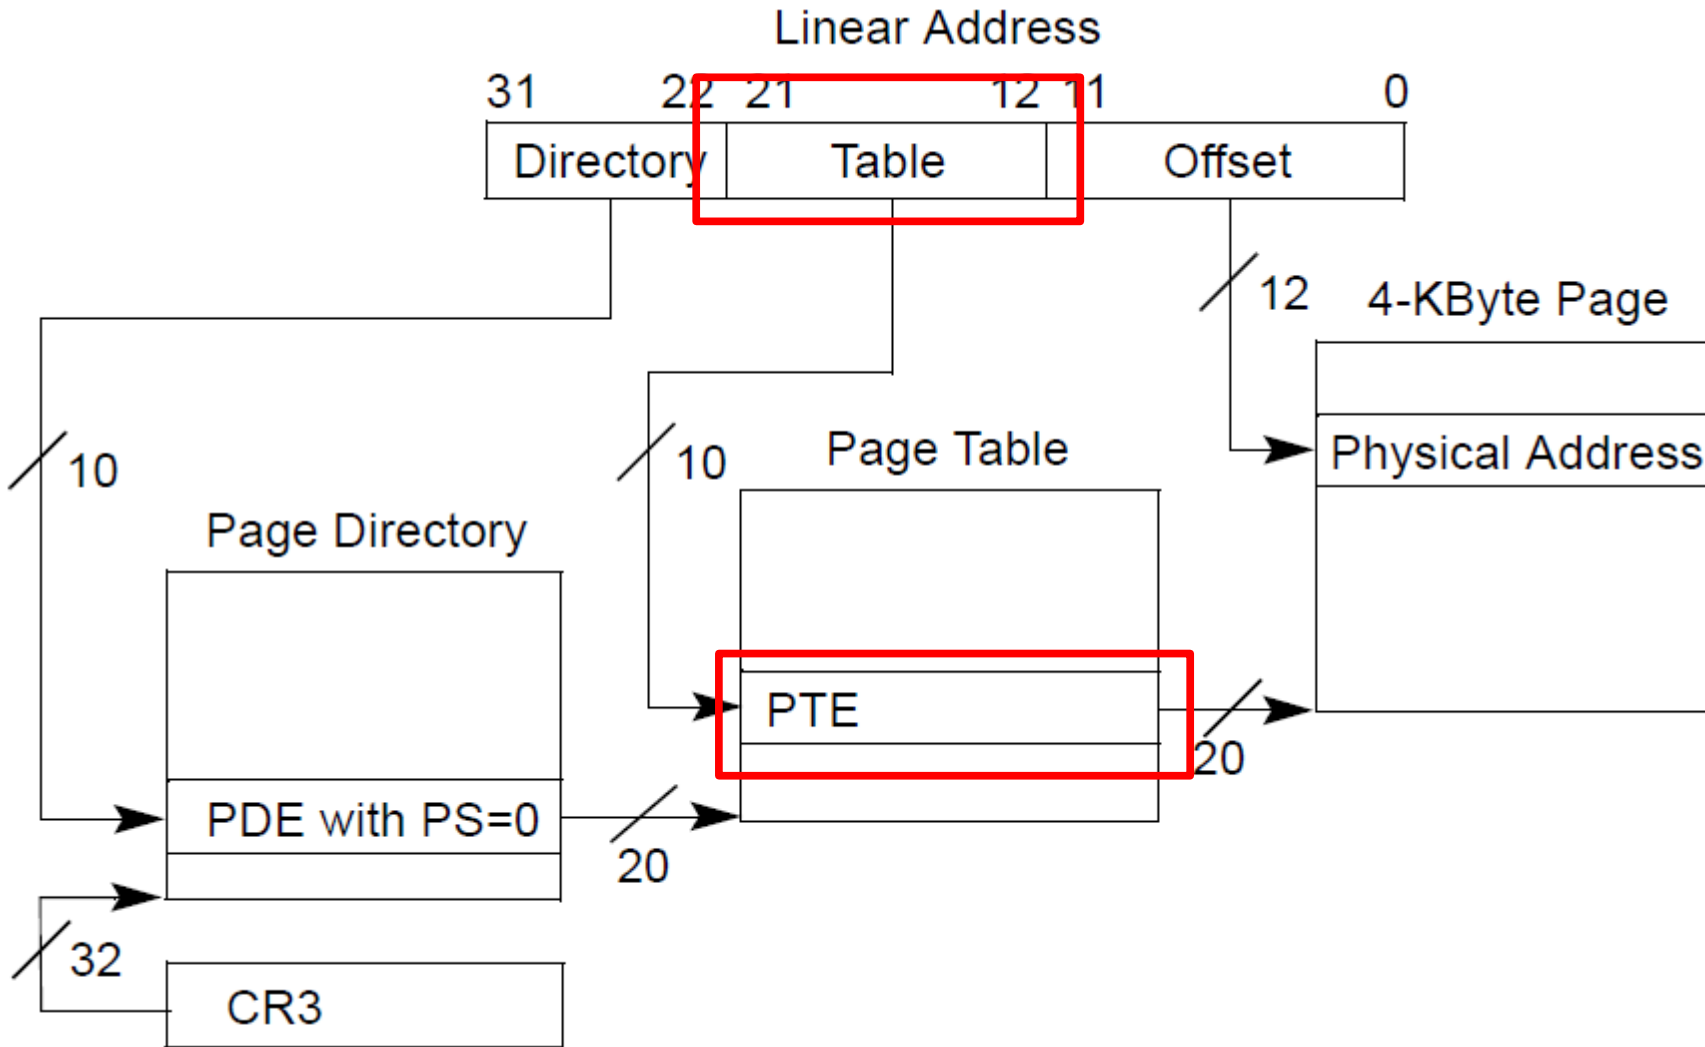 Linear Address
31 22 21 12 11 0
Directory Table Offset
12
4-KByte Page
10
10
Page Table
Physical Address
Page Directory
PTE
20
PDE with PS=0
20
32
CR3